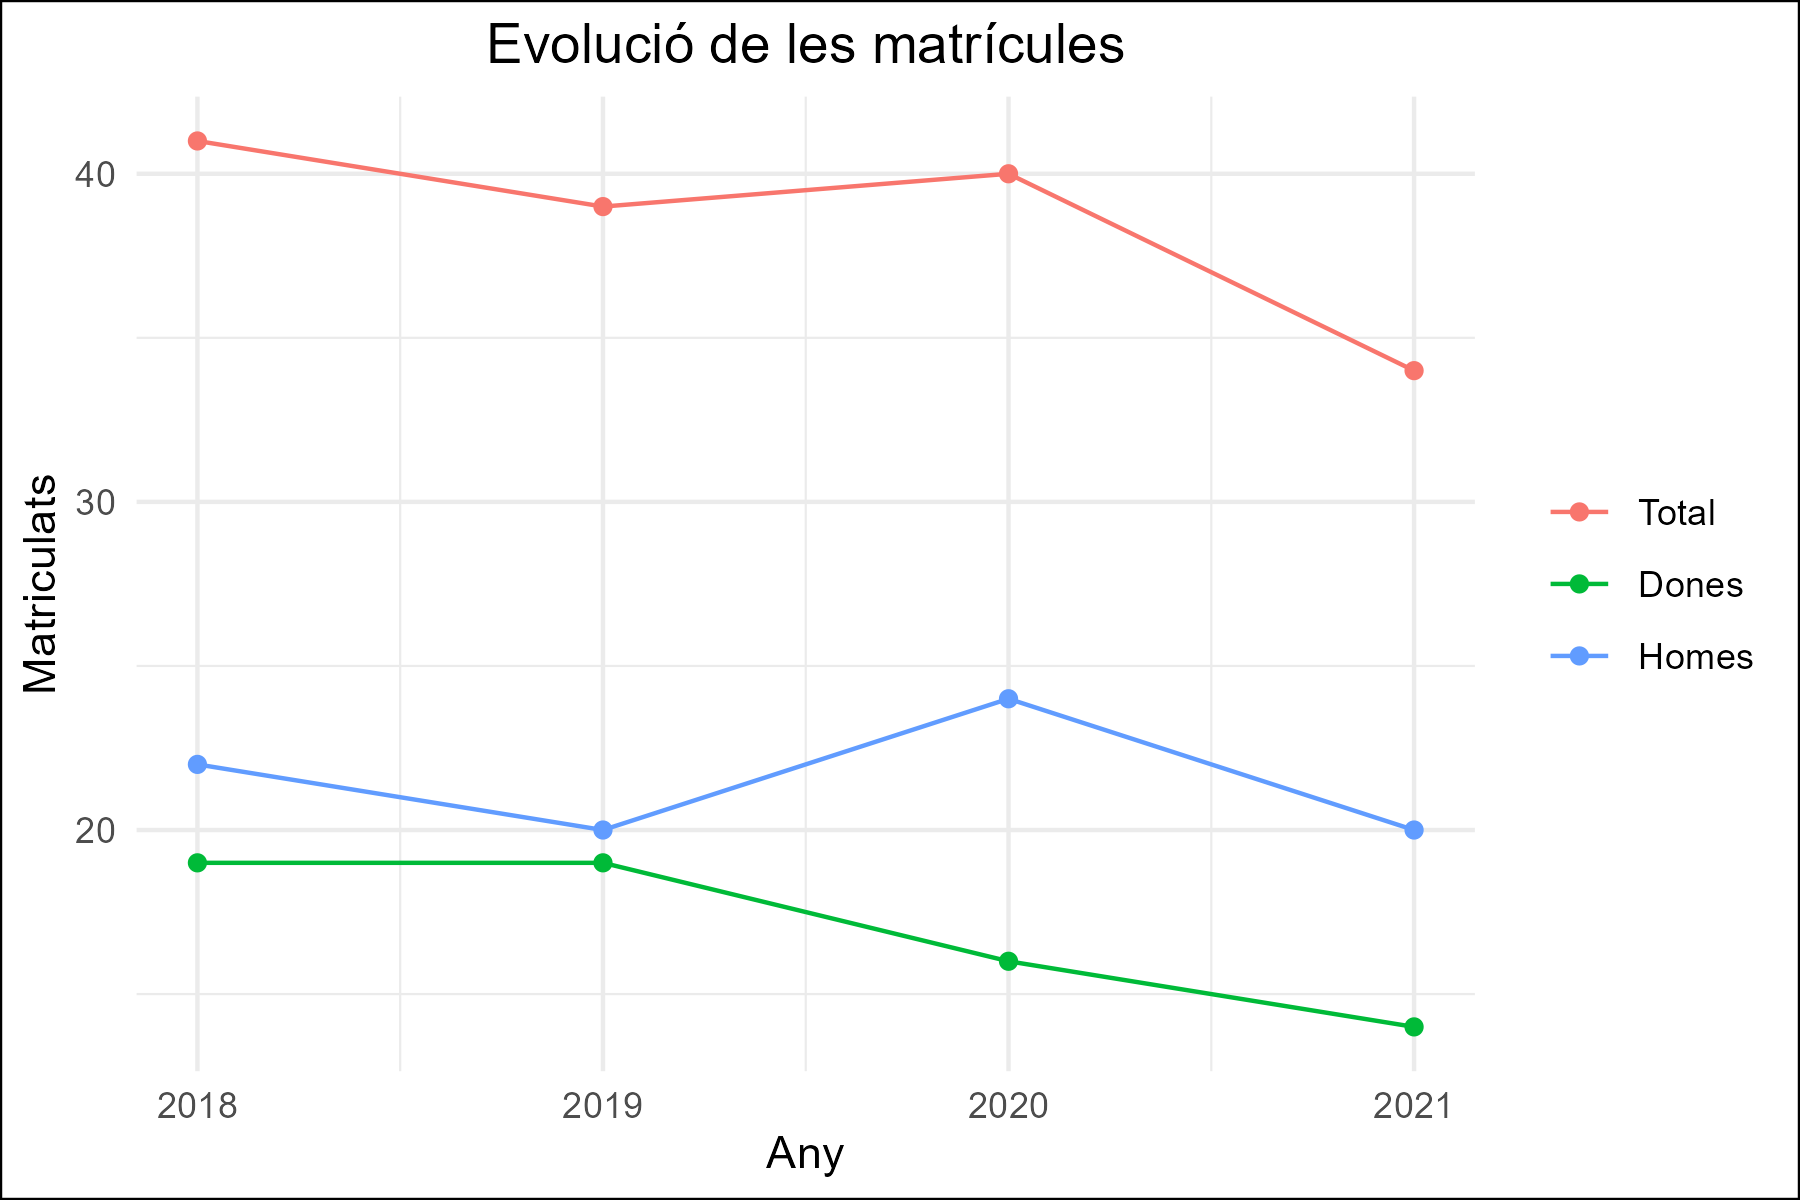 Evolució de les matrícules
Matriculats
40
30
20
2018
2019
2020
2021
Any
Total
Dones
Homes